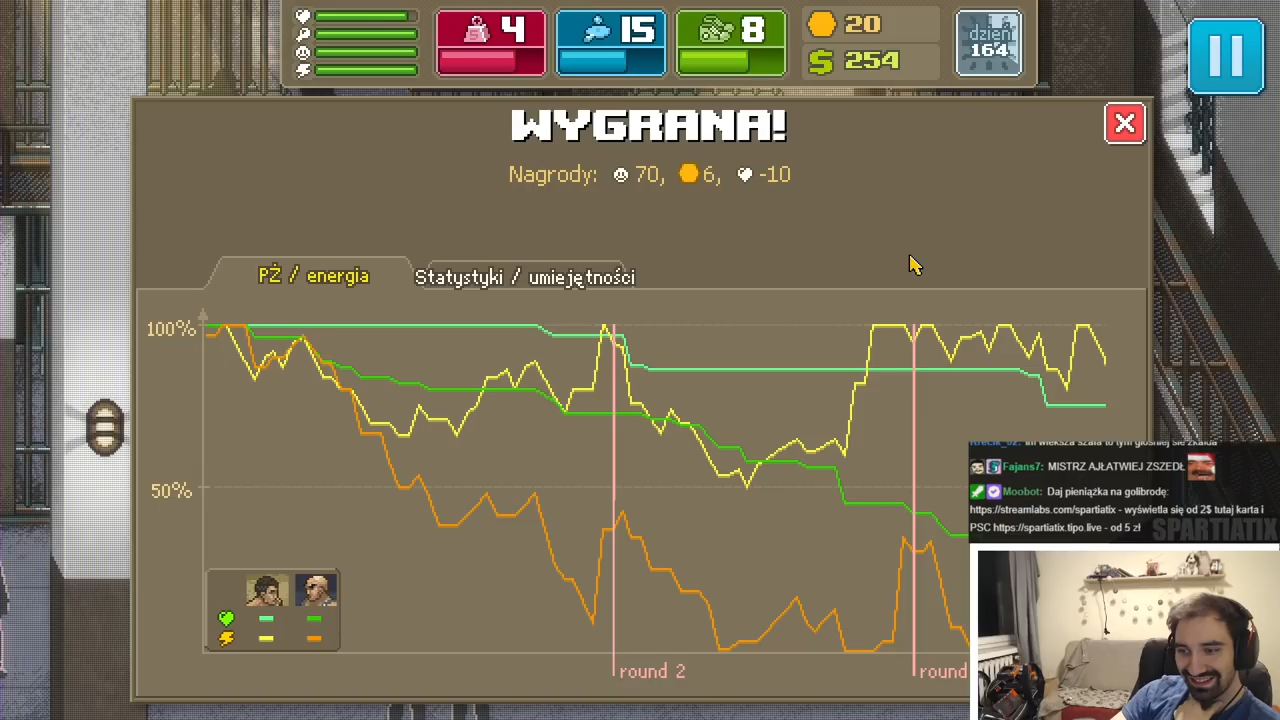 4
15
8
20
254
dzień
164
WYGRANA!
Nagrody: 70, 6, -10
PŻ / energia
Statystyki / umiejętności
100%
50%
round 2
round
Fajans7: MISTRZ AJŁATWIEJ ZSZEDŁ
Moobot: Daj pieniążka na golibrodę:
https://streamlabs.com/spartiatix - wyświetla się od 2$ tutaj karta i
PSC https://spartiatix.tipo.live - od 5 zł
SPARTIATIX